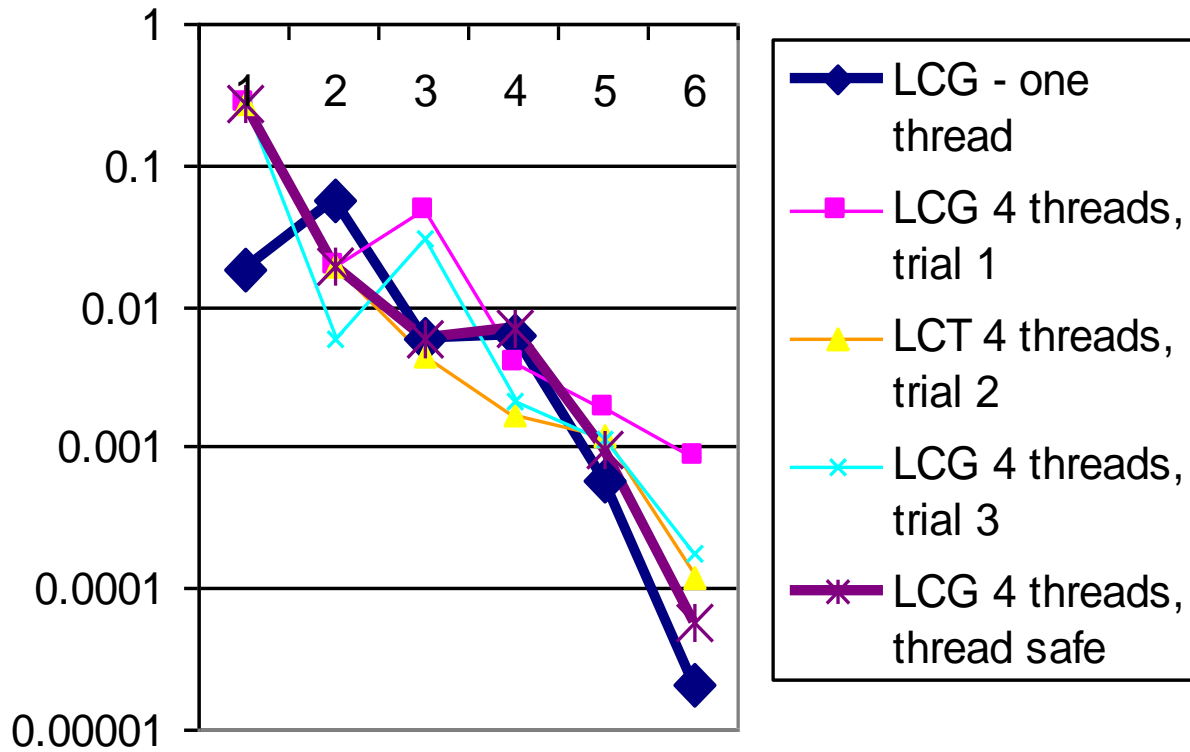 1
1 2 3 4 5 6
0.1
0.01
0.001
0.0001
0.00001
LCG - one
thread
LCG 4 threads,
trial 1
LCT 4 threads,
trial 2
LCG 4 threads,
trial 3
LCG 4 threads,
thread safe